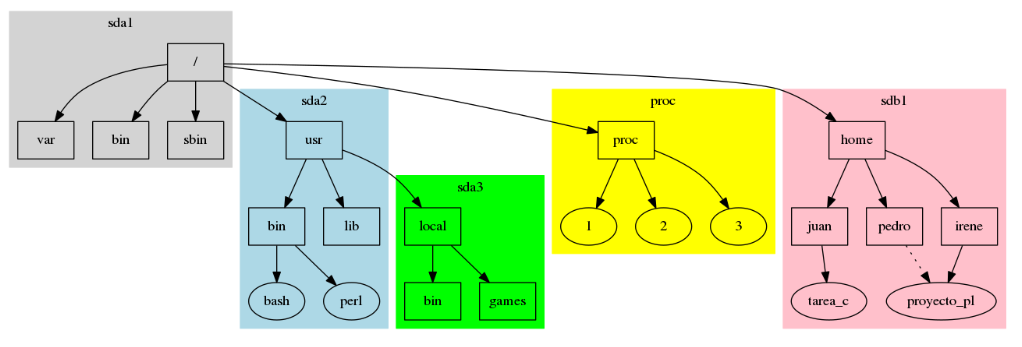 sda1
/
var
bin
sbin
sda2
usr
bin
lib
bash
perl
sda3
local
bin
games
proc
proc
1
2
3
sdb1
home
juan
pedro
irene
tarea_c
proyecto_pl